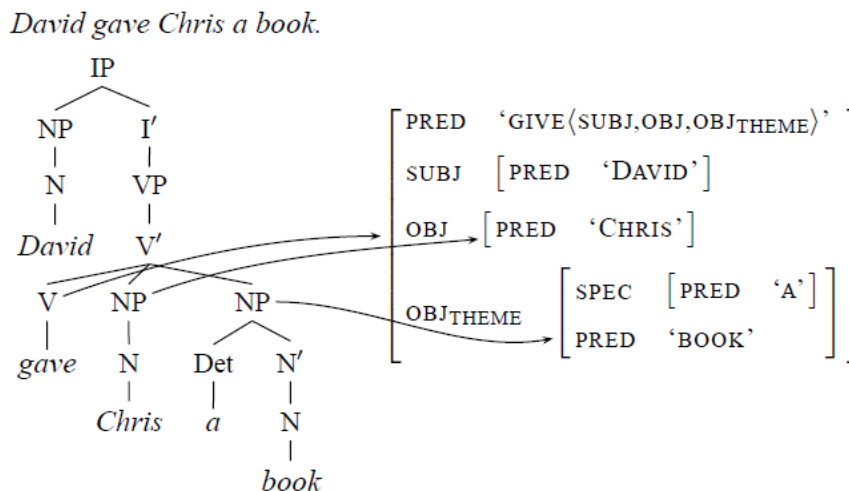 David gave Chris a book.
IP
NP I′
PRED ‘GIVE⟨SUBJ,OBJ,OBJTHEME⟩’
N VP
SUBJ [PRED ‘DAVID’]
David V′
OBJ [PRED ‘CHRIS’]
V NP NP
SPEC [PRED ‘A’]
OBJTHEME
PRED ‘BOOK’
gave N Det N′
Chris a N
book